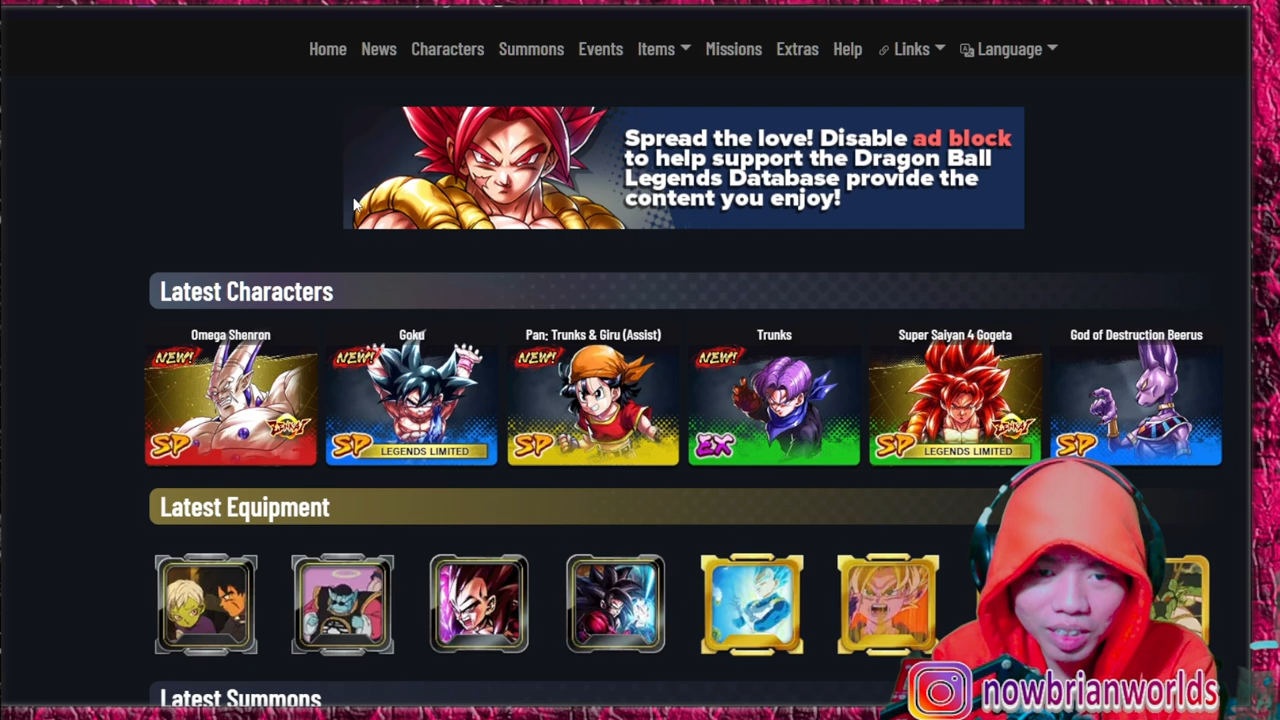 Home News Characters Summons Events Items Missions Extras Help Links Language
Spread the love! Disable ad block
to help support the Dragon Ball
Legends Database provide the
content you enjoy!
Latest Characters
Omega Shenron Goku Pan: Trunks & Giru (Assist) Trunks Super Saiyan 4 Gogeta God of Destruction Beerus
NEW! NEW! NEW! NEW!
ZENKAI ZENKAI
SP SP LEGENDS LIMITED SP EX SP LEGENDS LIMITED SP
Latest Equipment
nowbrianworlds
Latest Summons